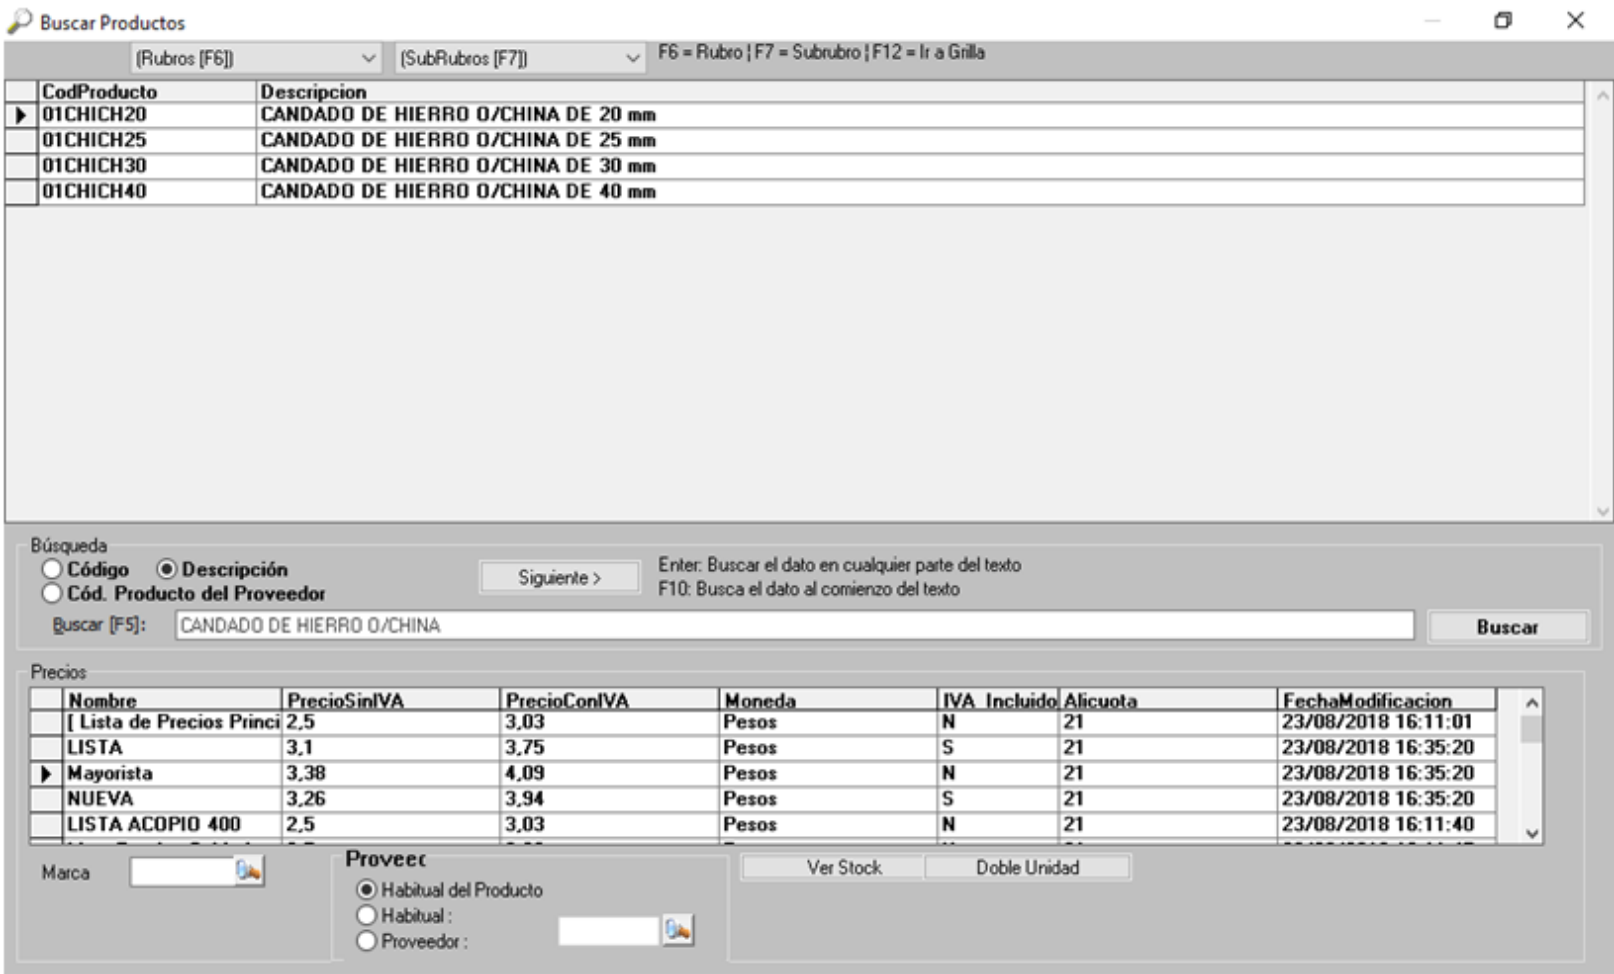 Buscar Productos
(Rubros [F6]) (SubRubros [F7]) F6 = Rubro | F7 = Subrubro | F12 = Ir a Grilla
CodProducto Descripcion
01CHICH20 CANDADO DE HIERRO O/CHINA DE 20 mm
01CHICH25 CANDADO DE HIERRO O/CHINA DE 25 mm
01CHICH30 CANDADO DE HIERRO O/CHINA DE 30 mm
01CHICH40 CANDADO DE HIERRO O/CHINA DE 40 mm
Búsqueda
Código Descripción
Cód. Producto del Proveedor
Siguiente >
Enter: Buscar el dato en cualquier parte del texto
F10: Busca el dato al comienzo del texto
Buscar [F5]: CANDADO DE HIERRO O/CHINA Buscar
Precios
Nombre PrecioSinIVA PrecioConIVA Moneda IVA Incluido Alicuota FechaModificacion
[ Lista de Precios Princi 2,5 3,03 Pesos N 21 23/08/2018 16:11:01
LISTA 3,1 3,75 Pesos S 21 23/08/2018 16:35:20
Mayorista 3,38 4,09 Pesos N 21 23/08/2018 16:35:20
NUEVA 3,26 3,94 Pesos S 21 23/08/2018 16:35:20
LISTA ACOPIO 400 2,5 3,03 Pesos N 21 23/08/2018 16:11:40
Marca
Proveec
Habitual del Producto
Habitual :
Proveedor :
Ver Stock Doble Unidad